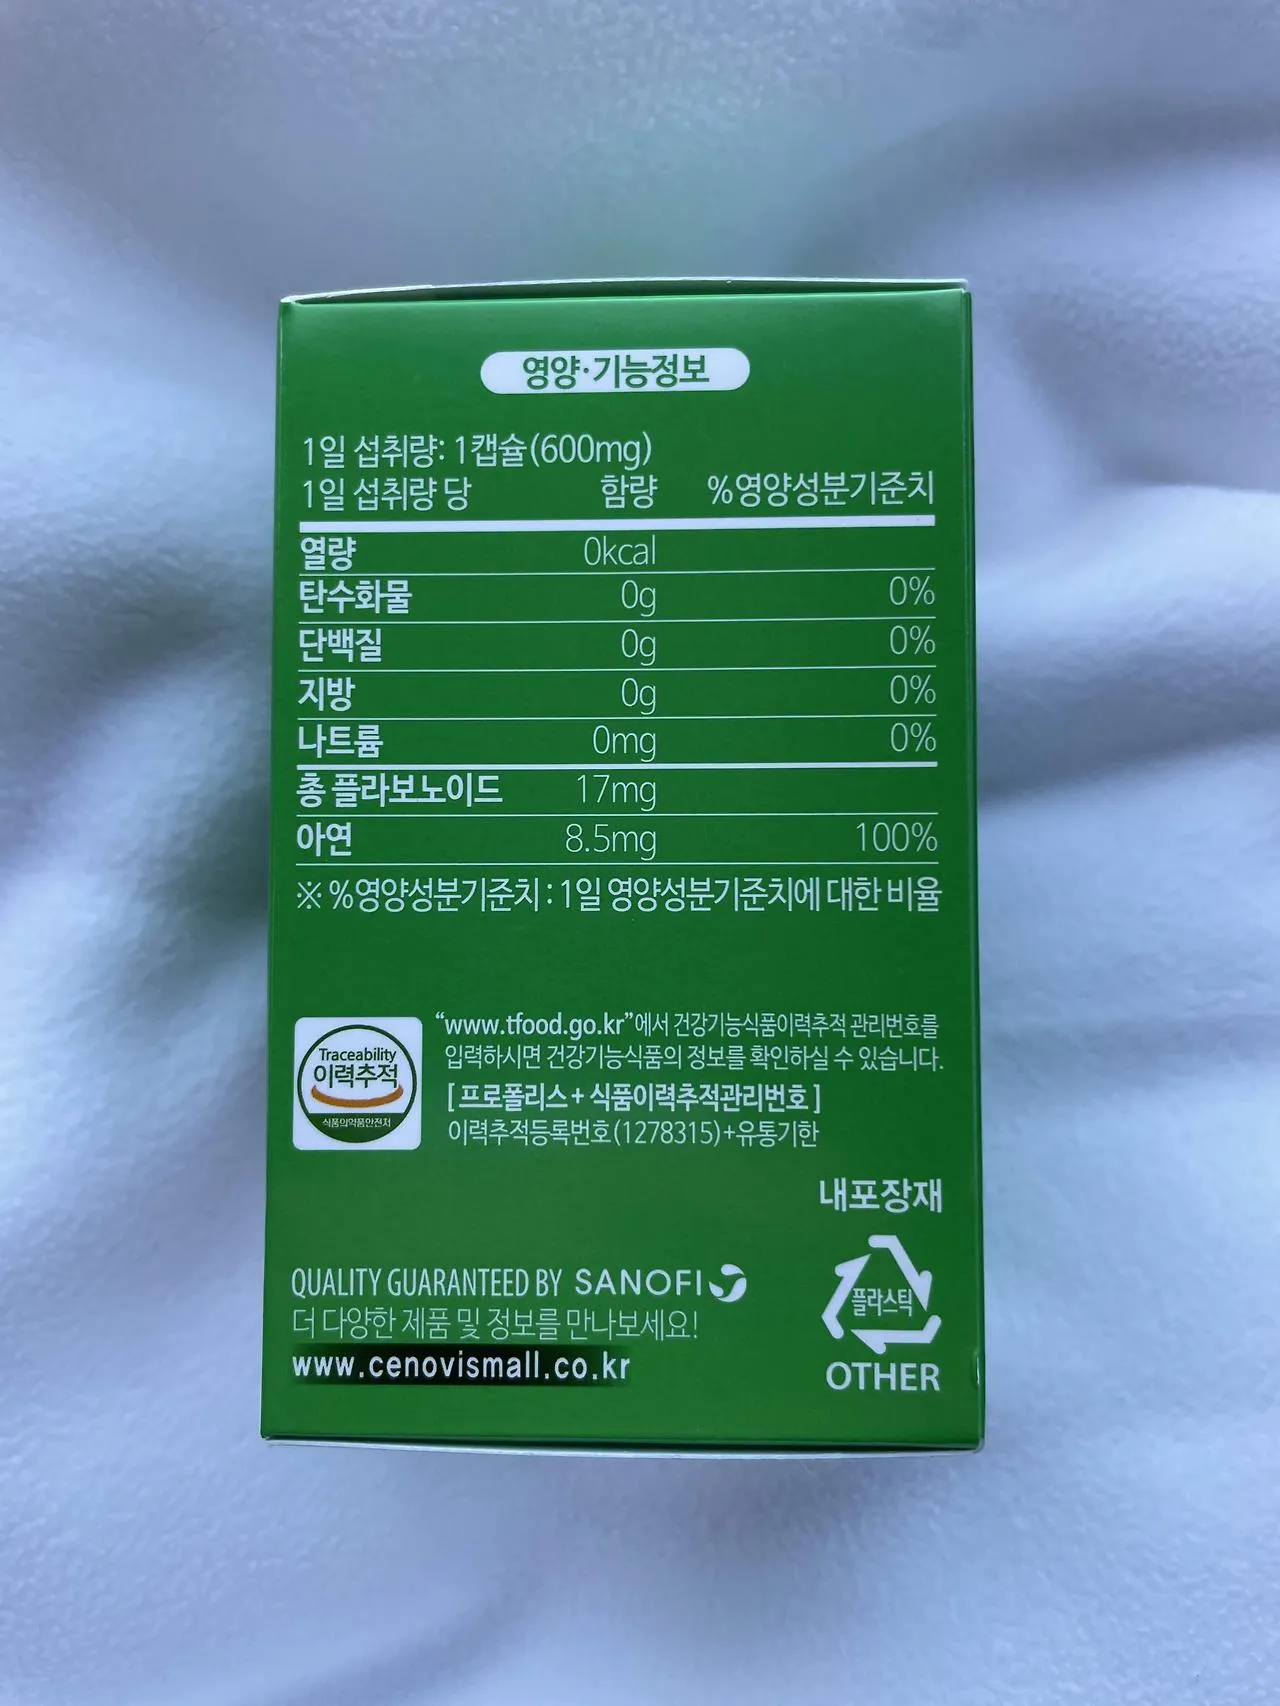 영양·기능정보
1일 섭취량: 1캡슐(600mg)
1일 섭취량 당 함량 %영양성분기준치
열량 0kcal
탄수화물 0g 0%
단백질 0g 0%
지방 0g 0%
나트륨 0mg 0%
총 플라보노이드 17mg
아연 8.5mg 100%
※ %영양성분기준치 : 1일 영양성분기준치에 대한 비율
Traceability
이력추적
식품의약품안전처
“www.tfood.go.kr”에서 건강기능식품이력추적 관리번호를
입력하시면 건강기능식품의 정보를 확인하실 수 있습니다.
[ 프로폴리스 + 식품이력추적관리번호 ]
이력추적등록번호(1278315)+유통기한
내포장재
플라스틱
OTHER
QUALITY GUARANTEED BY SANOFI
더 다양한 제품 및 정보를 만나보세요!
www.cenovismall.co.kr